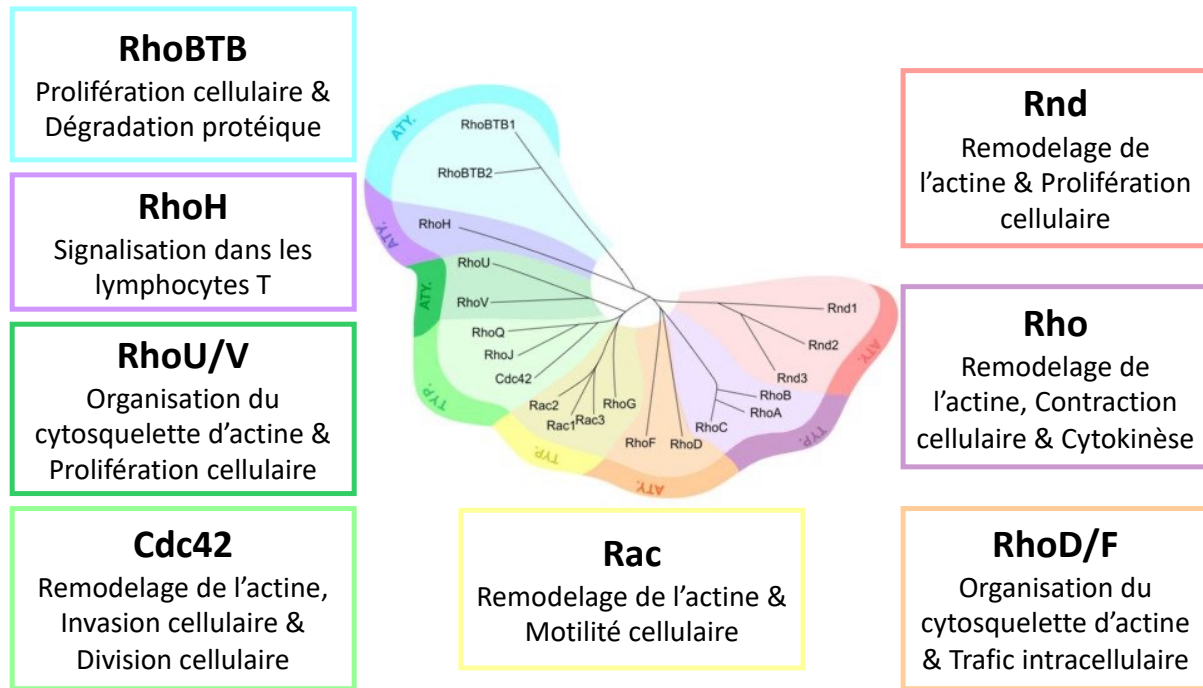 RhoBTB
Prolifération cellulaire &
Dégradation protéique
RhoH
Signalisation dans les
lymphocytes T
RhoU/V
Organisation du
cytosquelette d’actine &
Prolifération cellulaire
Cdc42
Remodelage de l’actine,
Invasion cellulaire &
Division cellulaire
ATY.
ATY.
ATY.
TYP.
TYP.
ATY.
TYP.
ATY.
RhoBTB1
RhoBTB2
RhoH
RhoU
RhoV
RhoQ
RhoJ
Cdc42
Rac2
Rac1
Rac3
RhoG
RhoF
RhoD
RhoC
RhoA
RhoB
Rnd3
Rnd2
Rnd1
Rac
Remodelage de l’actine &
Motilité cellulaire
Rnd
Remodelage de
l’actine & Prolifération
cellulaire
Rho
Remodelage de
l’actine, Contraction
cellulaire & Cytokinèse
RhoD/F
Organisation du
cytosquelette d’actine
& Trafic intracellulaire